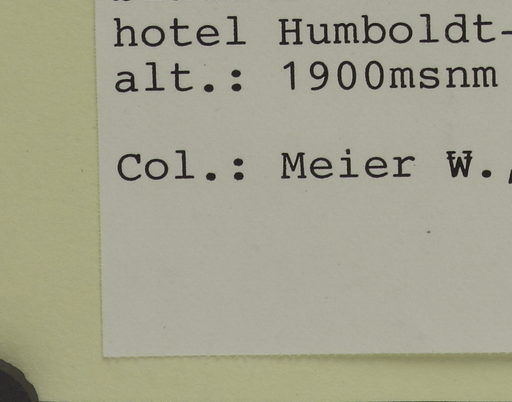 hotel Humboldt-
alt.: 1900msnm
Col.: Meier W.,